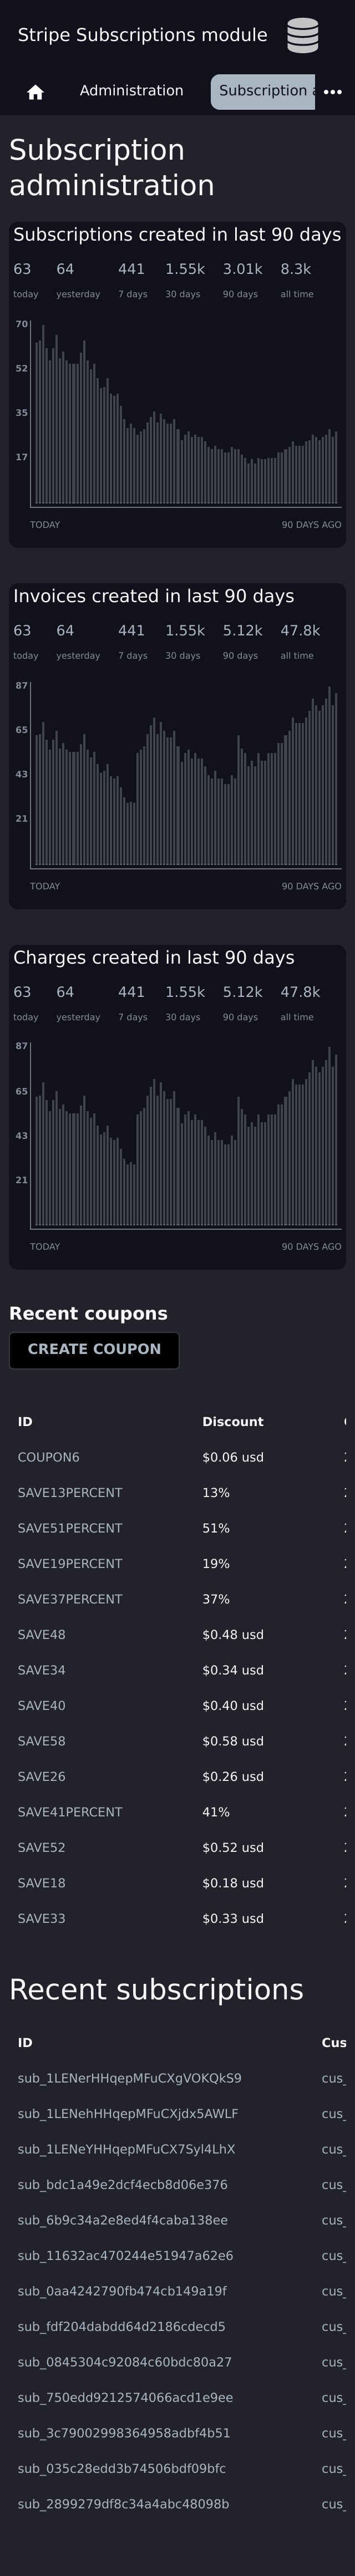 Stripe Subscriptions module
Administration
Subscription a
Subscription
administration
Subscriptions created in last 90 days
63 64 441 1.55k 3.01k 8.3k
today yesterday 7 days 30 days 90 days all time
70
52
35
17
TODAY 90 DAYS AGO
Invoices created in last 90 days
63 64 441 1.55k 5.12k 47.8k
today yesterday 7 days 30 days 90 days all time
87
65
43
21
TODAY 90 DAYS AGO
Charges created in last 90 days
63 64 441 1.55k 5.12k 47.8k
today yesterday 7 days 30 days 90 days all time
87
65
43
21
TODAY 90 DAYS AGO
Recent coupons
CREATE COUPON
ID Discount
COUPON6 $0.06 usd
SAVE13PERCENT 13%
SAVE51PERCENT 51%
SAVE19PERCENT 19%
SAVE37PERCENT 37%
SAVE48 $0.48 usd
SAVE34 $0.34 usd
SAVE40 $0.40 usd
SAVE58 $0.58 usd
SAVE26 $0.26 usd
SAVE41PERCENT 41%
SAVE52 $0.52 usd
SAVE18 $0.18 usd
SAVE33 $0.33 usd
Recent subscriptions
ID Cus
sub_1LENerHHqepMFuCXgVOKQkS9 cus_
sub_1LENehHHqepMFuCXjdx5AWLF cus_
sub_1LENeYHHqepMFuCX7SyI4LhX cus_
sub_bdc1a49e2dcf4ecb8d06e376 cus_
sub_6b9c34a2e8ed4f4caba138ee cus_
sub_11632ac470244e51947a62e6 cus_
sub_0aa4242790fb474cb149a19f cus_
sub_fdf204dabdd64d2186cdecd5 cus_
sub_0845304c92084c60bdc80a27 cus_
sub_750edd9212574066acd1e9ee cus_
sub_3c79002998364958adbf4b51 cus_
sub_035c28edd3b74506bdf09bfc cus_
sub_2899279df8c34a4abc48098b cus_